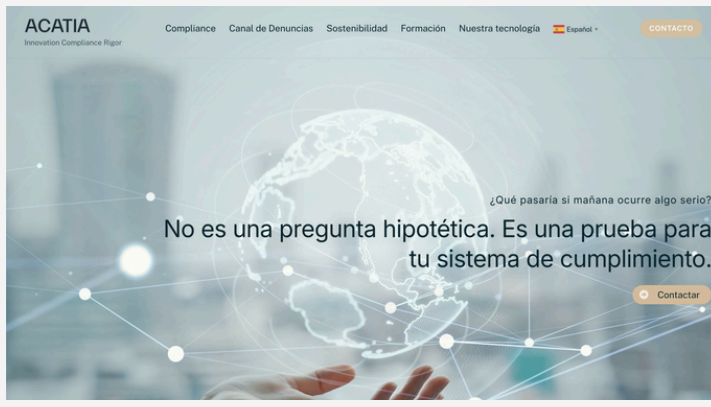 ACATIA
Innovation Compliance Rigor
Compliance Canal de Denuncias Sostenibilidad Formación Nuestra tecnología Español CONTACTO
¿Qué pasaría si mañana ocurre algo serio?
No es una pregunta hipotética. Es una prueba para
tu sistema de cumplimiento.
Contactar